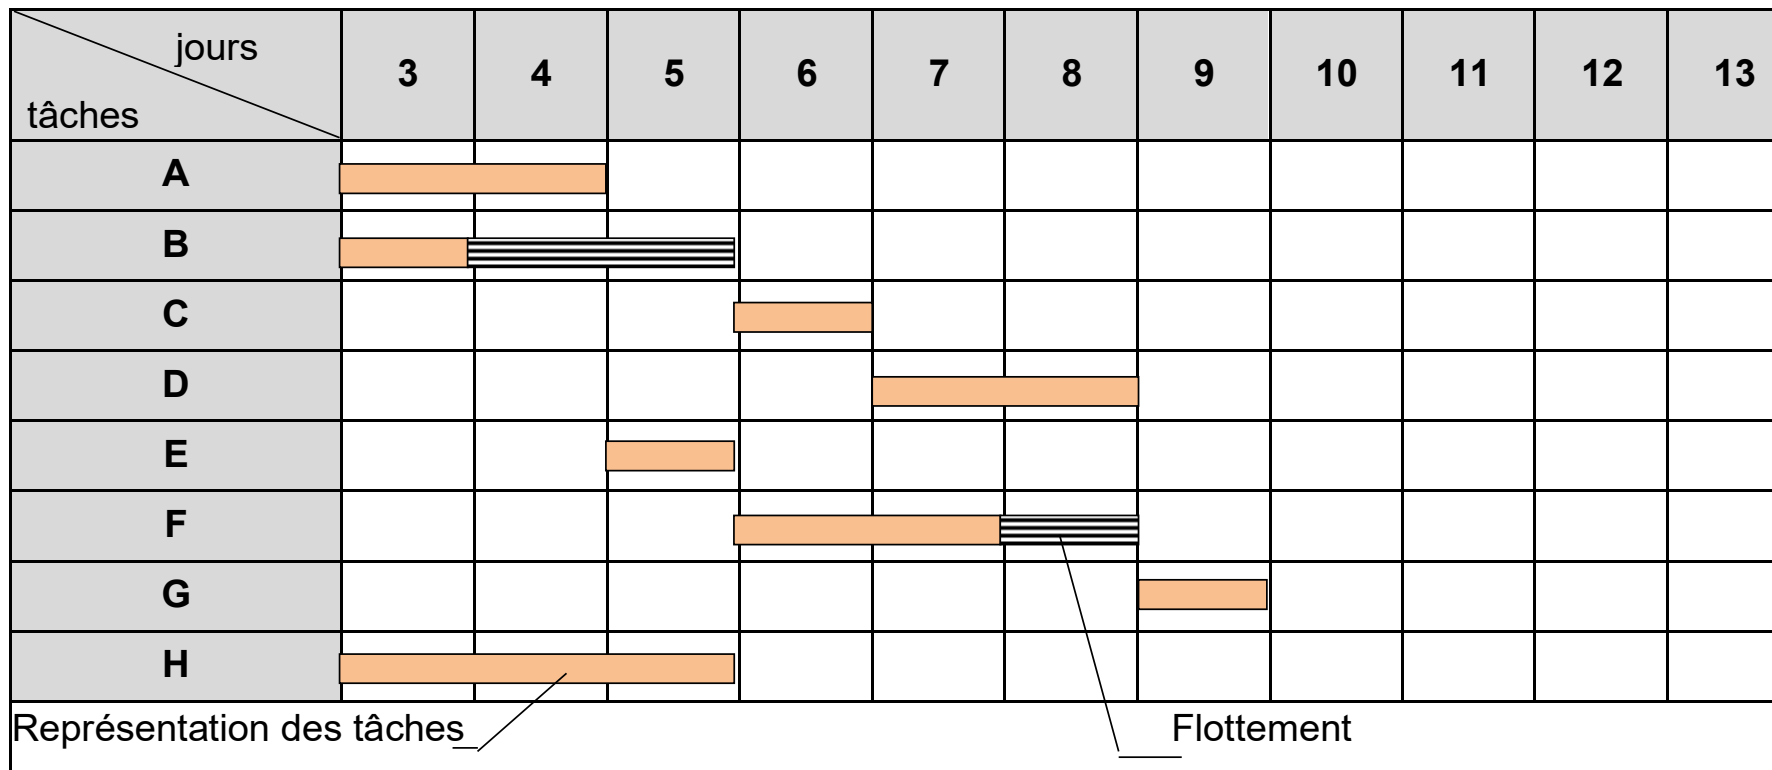 jours
tâches
3 4 5 6 7 8 9 10 11 12 13
A
B
C
D
E
F
G
H
Représentation des tâches
Flottement